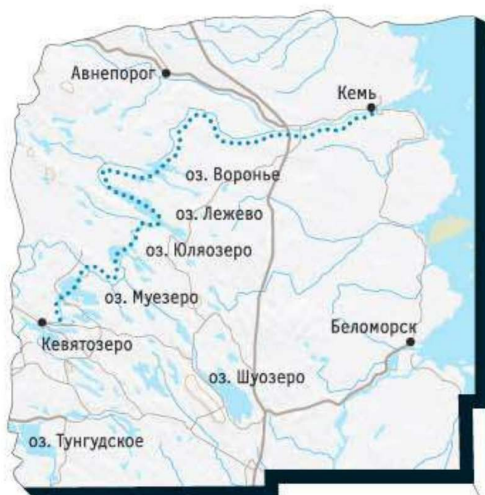 Авнепорог
Кемь
оз. Воронье
оз. Лежево
оз. Юляозеро
оз. Муезеро
Кевятозеро
Беломорск
оз. Шуозеро
оз. Тунгудское